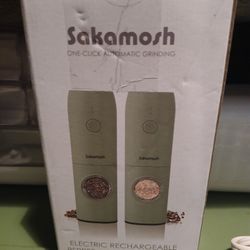 Sakamosh
ONE-CLICK AUTOMATIC GRINDING
Sakamosh Sakamosh
ELECTRIC RECHARGEABLE